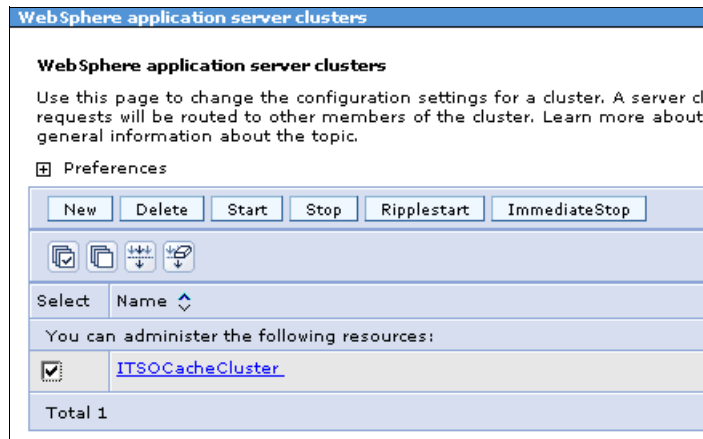 WebSphere application server clusters
WebSphere application server clusters
Use this page to change the configuration settings for a cluster. A server cl
requests will be routed to other members of the cluster. Learn more about
general information about the topic.
Preferences
New Delete Start Stop Ripplestart ImmediateStop
Select Name
You can administer the following resources:
ITSOCacheCluster
Total 1